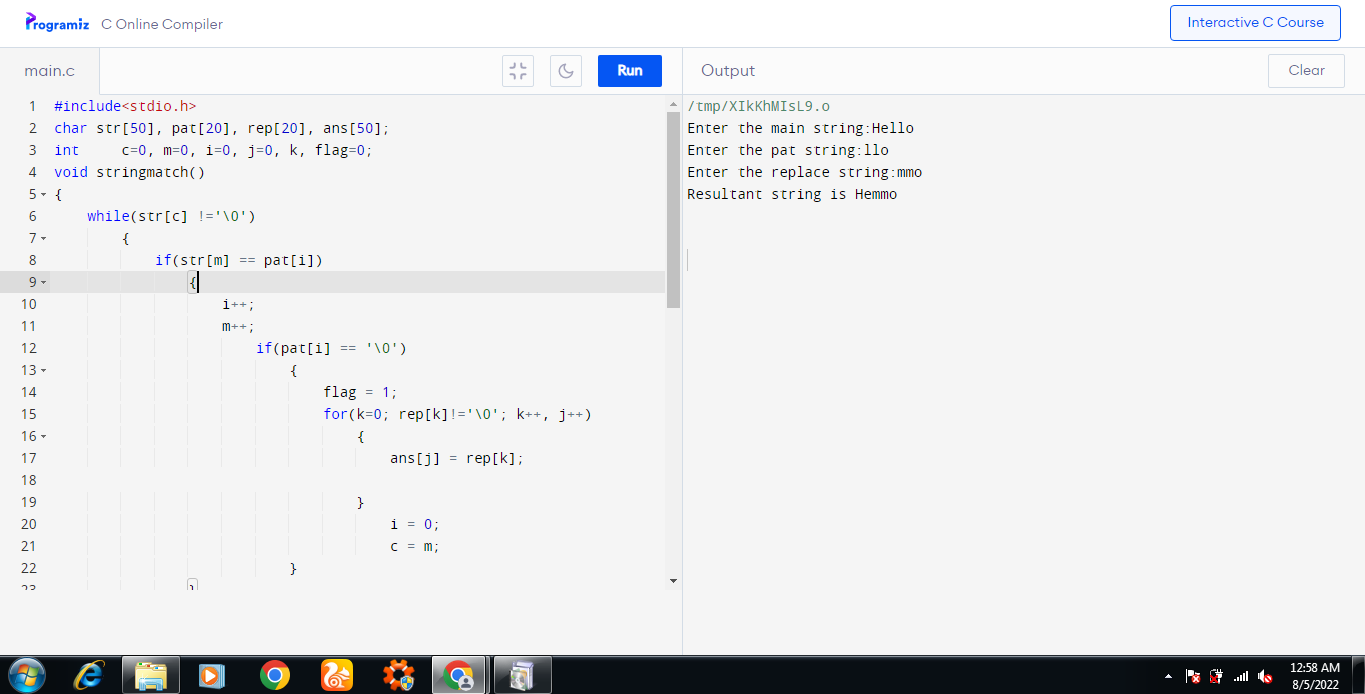 Programiz C Online Compiler
Interactive C Course
main.c
Run
Output
Clear
1 #include<stdio.h>
2 char str[50], pat[20], rep[20], ans[50];
3 int     c=0, m=0, i=0, j=0, k, flag=0;
4 void stringmatch()
5 {
6     while(str[c] !='\0')
7         {
8             if(str[m] == pat[i])
9                 {
10                     i++;
11                     m++;
12                         if(pat[i] == '\0')
13                             {
14                                 flag = 1;
15                                 for(k=0; rep[k]!='\0'; k++, j++)
16                                     {
17                                         ans[j] = rep[k];
18
19                                     }
20                                         i = 0;
21                                         c = m;
22                             }
23                 }
/tmp/XIkKhMIsL9.o
Enter the main string:Hello
Enter the pat string:llo
Enter the replace string:mmo
Resultant string is Hemmo
12:58 AM
8/5/2022